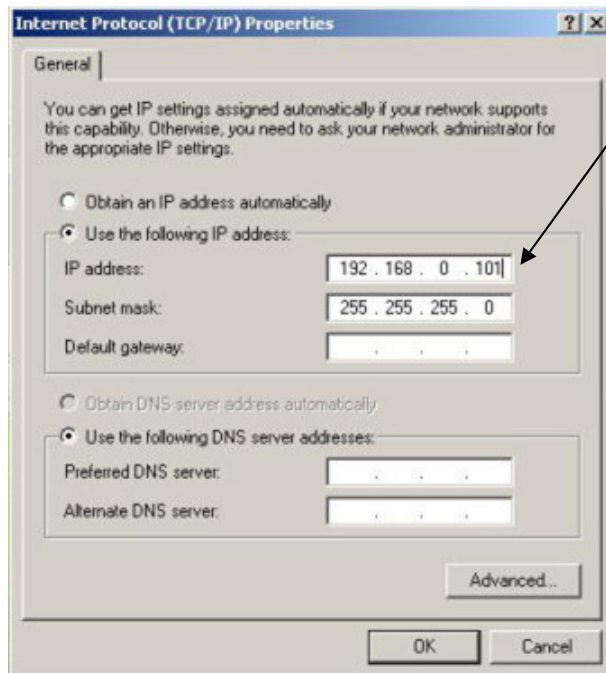 Internet Protocol (TCP/IP) Properties
General
You can get IP settings assigned automatically if your network supports
this capability. Otherwise, you need to ask your network administrator for
the appropriate IP settings.
Obtain an IP address automatically
Use the following IP address:
IP address: 192 . 168 . 0 . 101
Subnet mask: 255 . 255 . 255 . 0
Default gateway: . . .
Obtain DNS server address automatically
Use the following DNS server addresses:
Preferred DNS server: . . .
Alternate DNS server: . . .
Advanced...
OK Cancel